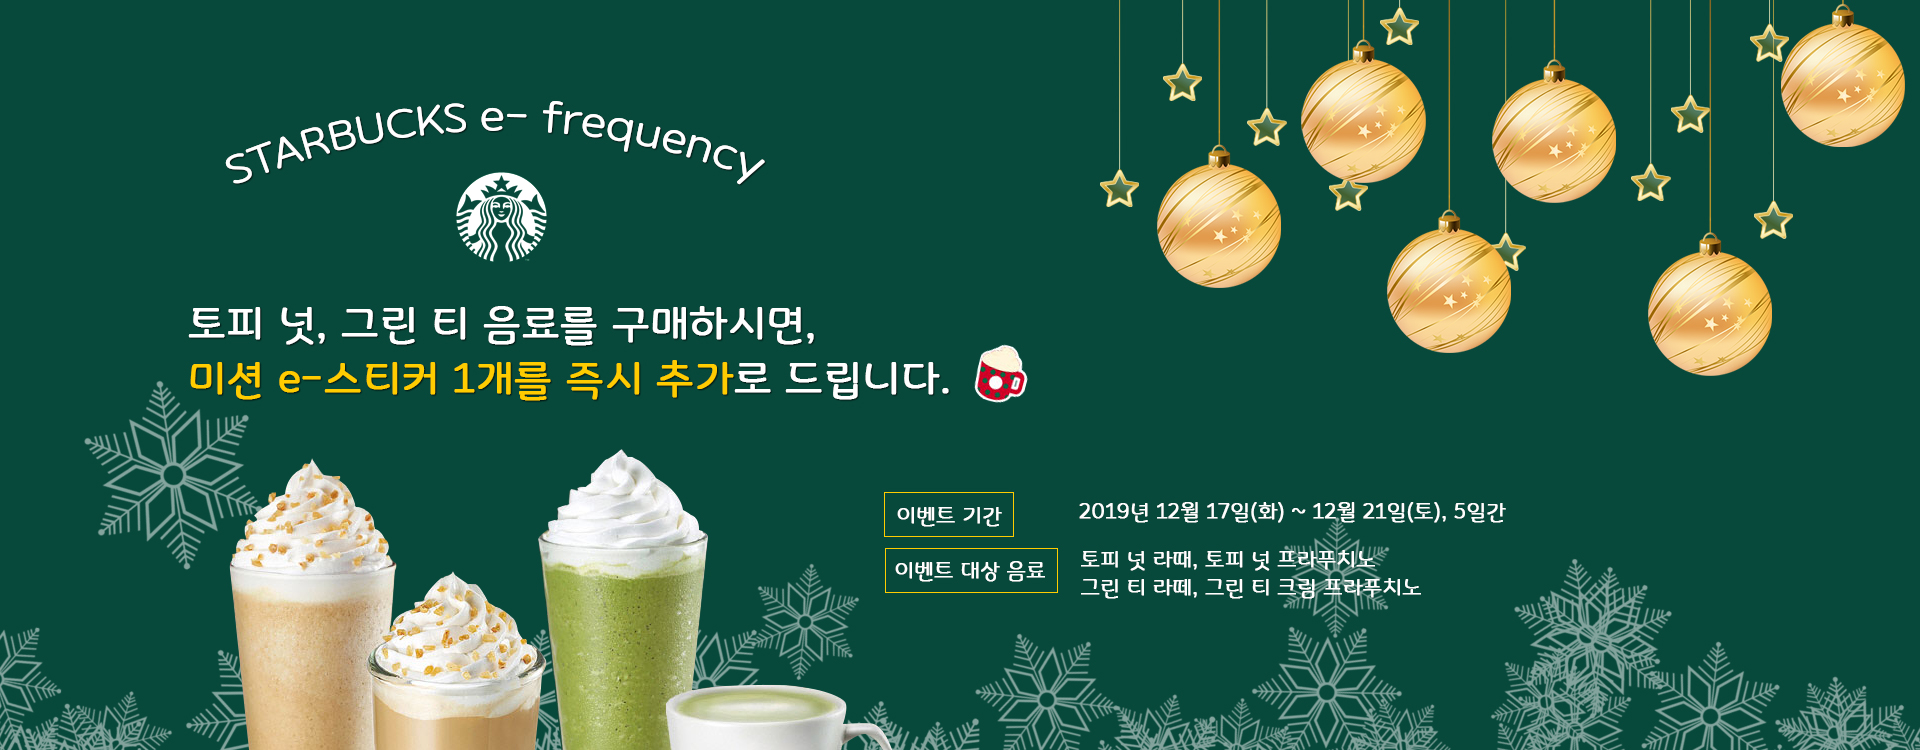 STARBUCKS e- frequency
토피 넛, 그린 티 음료를 구매하시면,
미션 e-스티커 1개를 즉시 추가로 드립니다.
이벤트 기간
2019년 12월 17일(화) ~ 12월 21일(토), 5일간
이벤트 대상 음료
토피 넛 라떼, 토피 넛 프라푸치노
그린 티 라떼, 그린 티 크림 프라푸치노